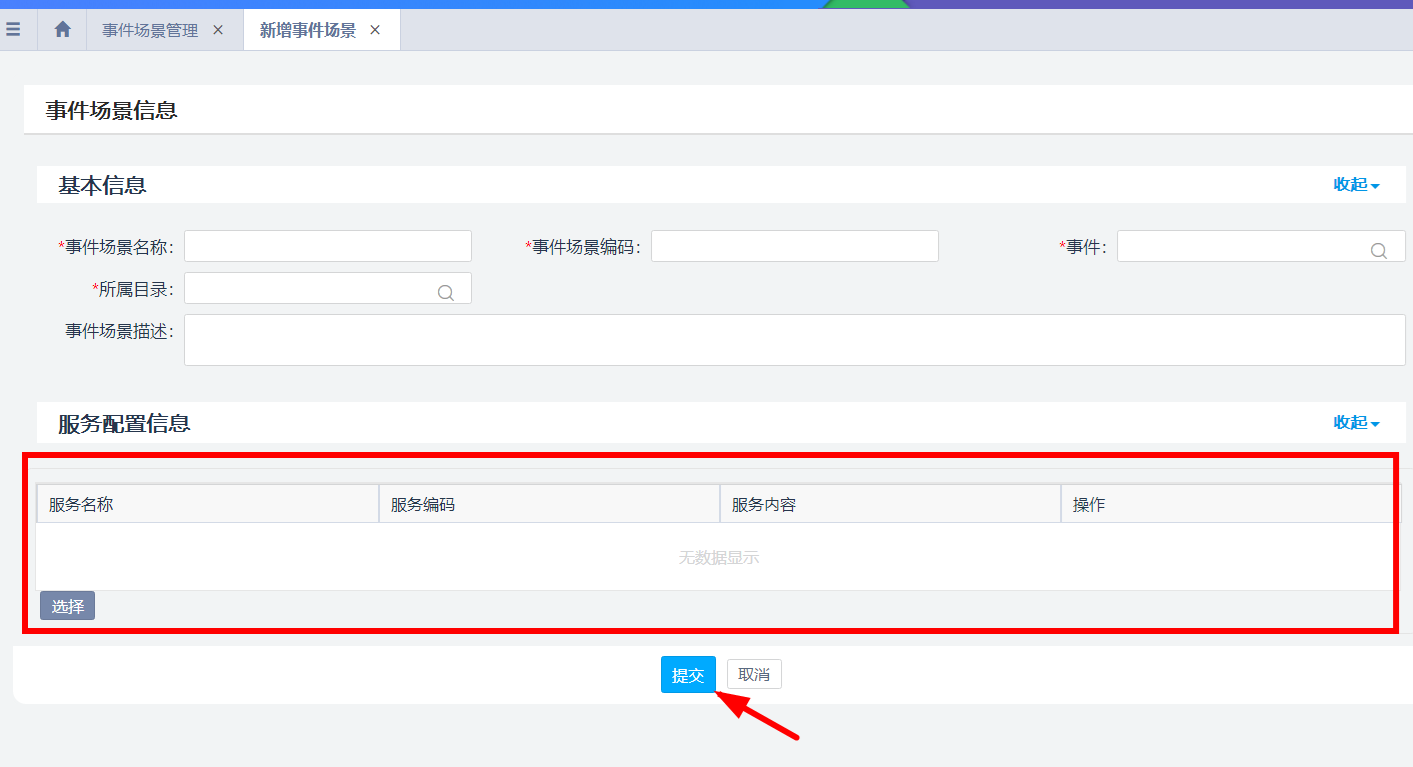 事件场景管理 × 新增事件场景 ×
事件场景信息
基本信息 收起
*事件场景名称: *事件场景编码: *事件:
*所属目录:
事件场景描述:
服务配置信息 收起
服务名称 服务编码 服务内容 操作
无数据显示
选择
提交 取消